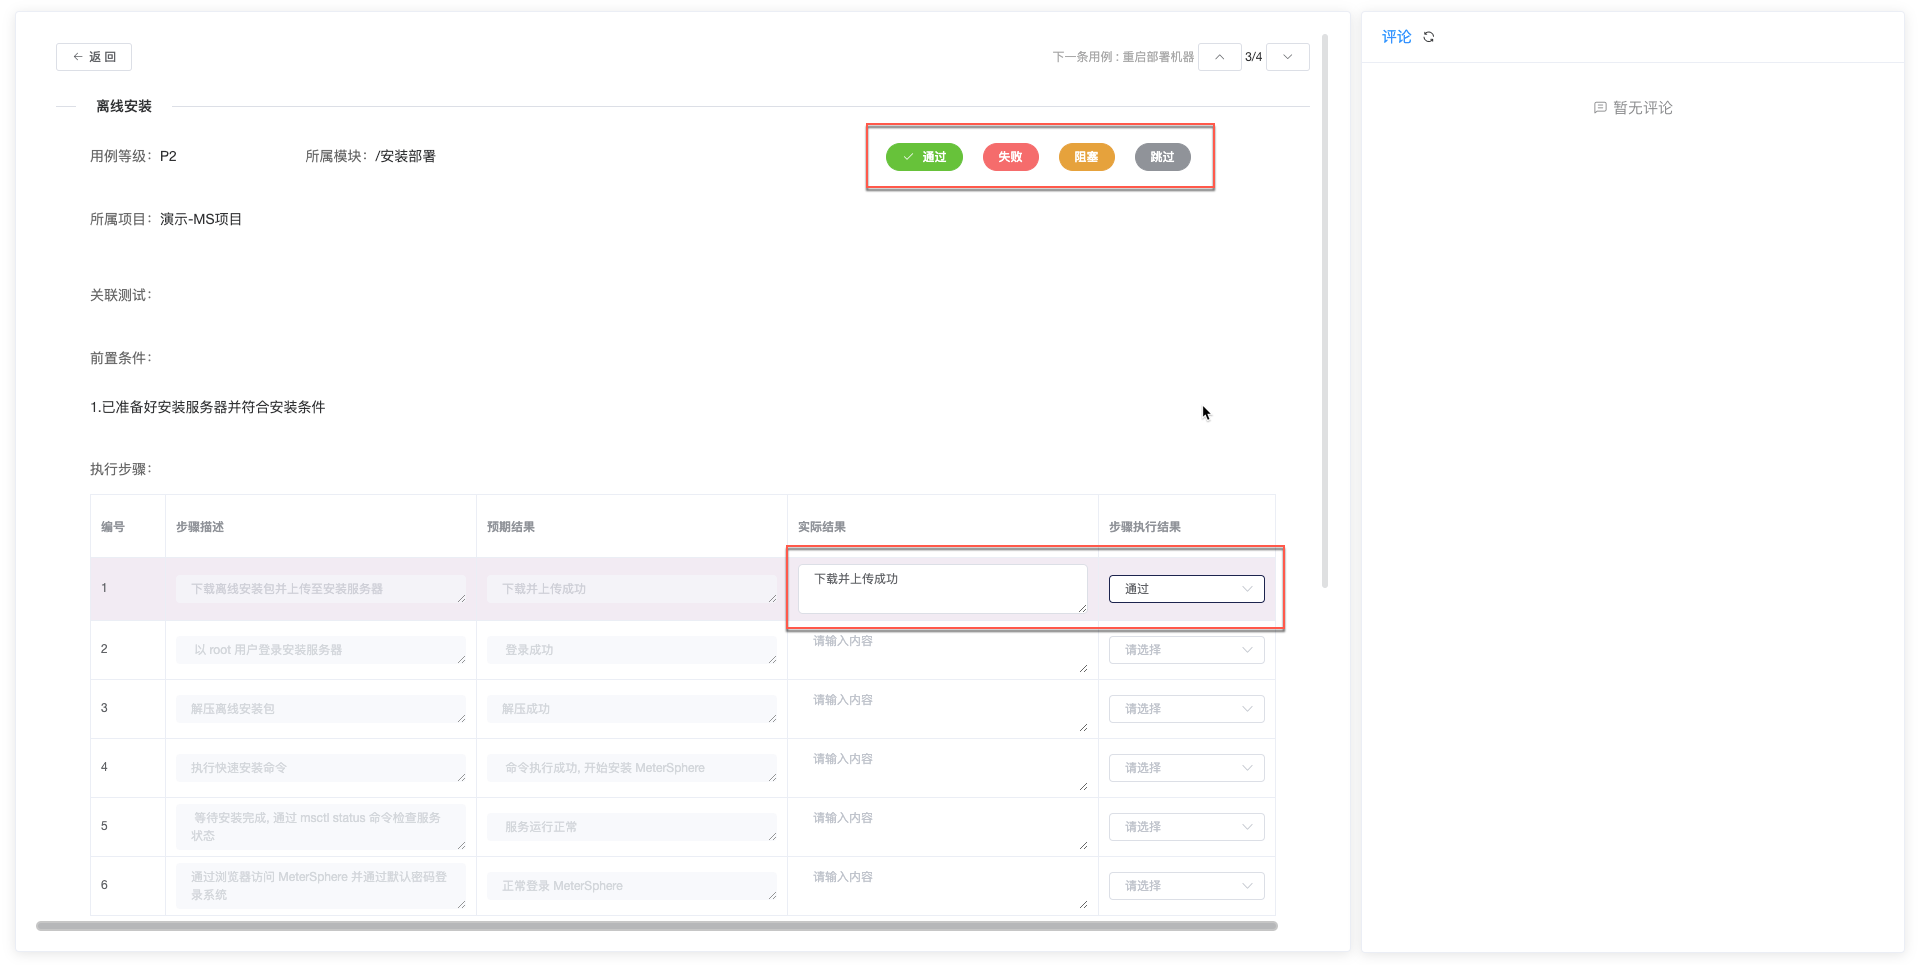 返 回
下一条用例 : 重启部署机器
3/4
离线安装
用例等级： P2
所属模块： /安装部署
通过
失败
阻塞
跳过
所属项目： 演示-MS项目
关联测试：
前置条件：
1.已准备好安装服务器并符合安装条件
执行步骤：
编号
步骤描述
预期结果
实际结果
步骤执行结果
1
下载离线安装包并上传至安装服务器
下载并上传成功
下载并上传成功
通过
2
以 root 用户登录安装服务器
登录成功
请输入内容
请选择
3
解压离线安装包
解压成功
请输入内容
请选择
4
执行快速安装命令
命令执行成功, 开始安装 MeterSphere
请输入内容
请选择
5
等待安装完成, 通过 msctl status 命令检查服务
状态
服务运行正常
请输入内容
请选择
6
通过浏览器访问 MeterSphere 并通过默认密码登
录系统
正常登录 MeterSphere
请输入内容
请选择
评论
暂无评论